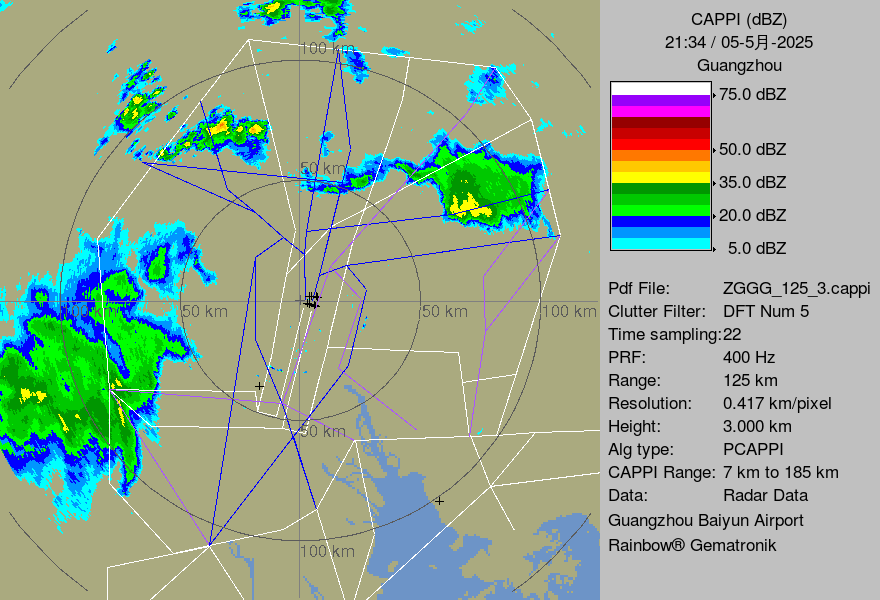 CAPPI (dBZ)
21:34 / 05-5月-2025
Guangzhou
75.0 dBZ
50.0 dBZ
35.0 dBZ
20.0 dBZ
5.0 dBZ
Pdf File: ZGGG_125_3.cappi
Clutter Filter: DFT Num 5
Time sampling:22
PRF: 400 Hz
Range: 125 km
Resolution: 0.417 km/pixel
Height: 3.000 km
Alg type: PCAPPI
CAPPI Range: 7 km to 185 km
Data: Radar Data
Guangzhou Baiyun Airport
Rainbow® Gematronik
100 km
50 km
100 km
50 km
50 km
100 km
50 km
100 km